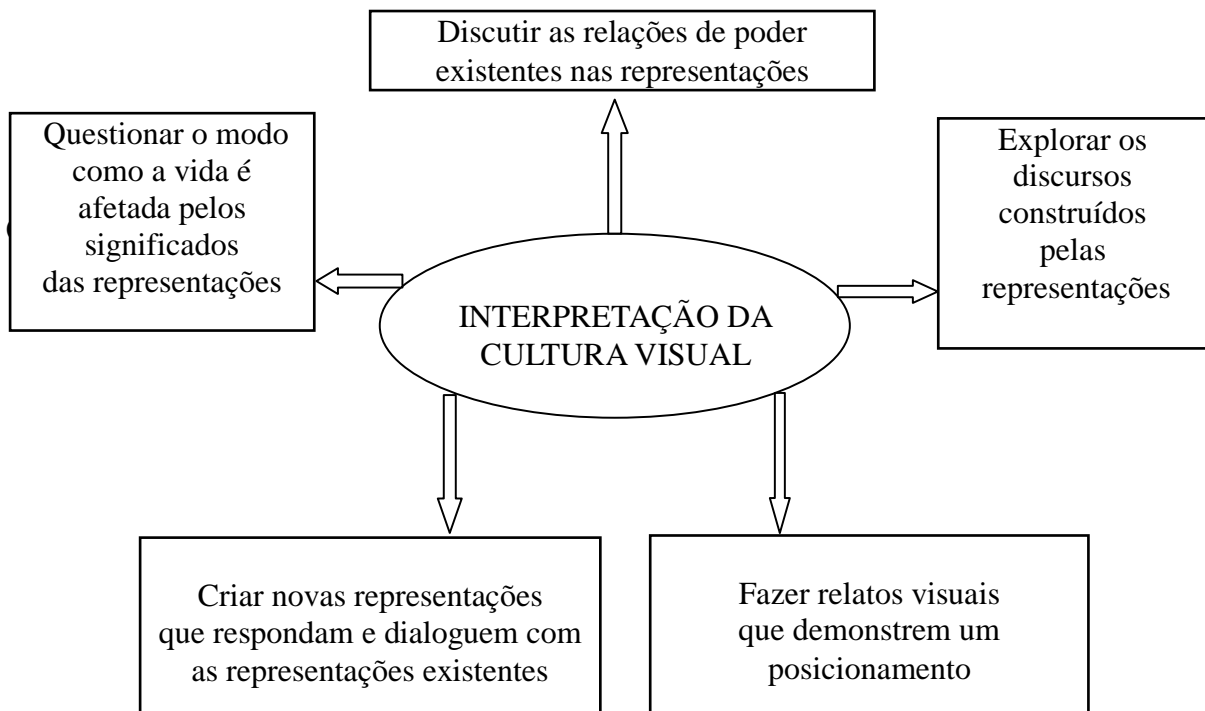 Discutir as relações de poder
existentes nas representações
Questionar o modo
como a vida é
afetada pelos
significados
das representações
Explorar os
discursos
construídos
pelas
representações
INTERPRETAÇÃO DA
CULTURA VISUAL
Criar novas representações
que respondam e dialoguem com
as representações existentes
Fazer relatos visuais
que demonstrem um
posicionamento